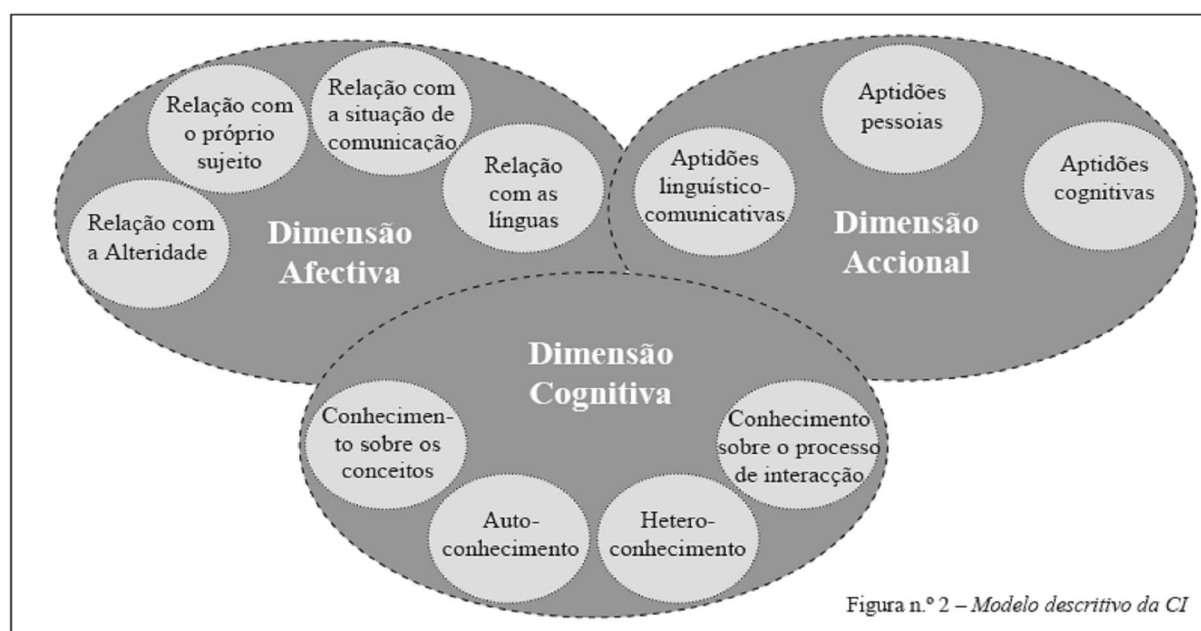 Relação com
a situação de
comunicação
Relação com
o próprio
sujeito
Relação
com as
línguas
Relação com
a Alteridade
Dimensão
Afectiva
Aptidões
pessoias
Aptidões
linguístico-
comunicativas
Aptidões
cognitivas
Dimensão
Accional
Dimensão
Cognitiva
Conhecimen-
to sobre os
conceitos
Auto-
conhecimento
Hetero-
conhecimento
Conhecimento
sobre o processo
de interacção
Figura n.º 2 – Modelo descritivo da CI